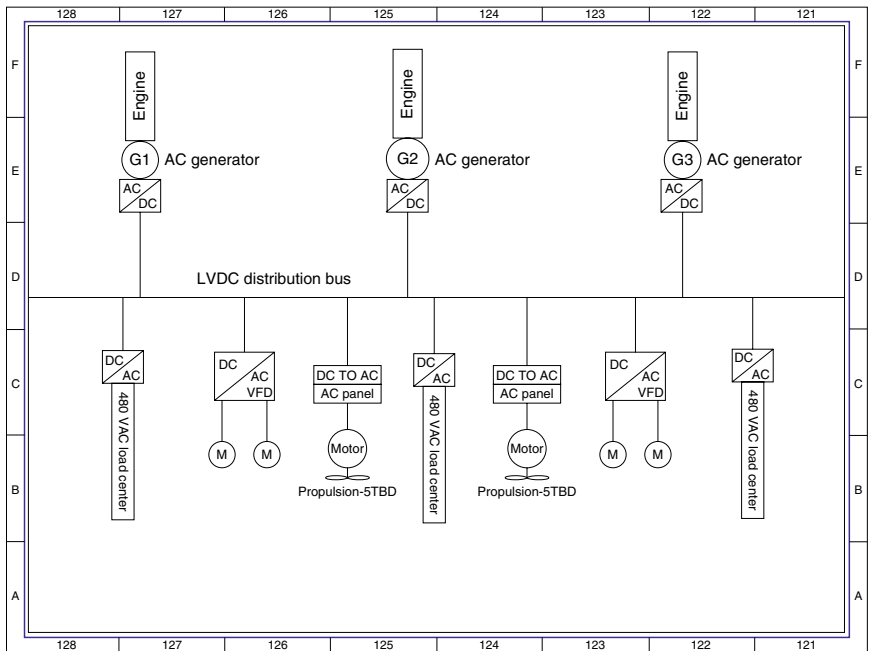 128 127 126 125 124 123 122 121
F F
Engine Engine Engine
E E
G1 AC generator G2 AC generator G3 AC generator
AC AC AC
DC DC DC
D D
LVDC distribution bus
C C
DC DC DC TO AC DC DC TO AC DC DC
AC AC AC panel AC AC panel AC AC
VFD VFD
480 VAC load center 480 VAC load center 480 VAC load center
M M Motor Motor M M
B B
Propulsion-5TBD Propulsion-5TBD
A A
128 127 126 125 124 123 122 121